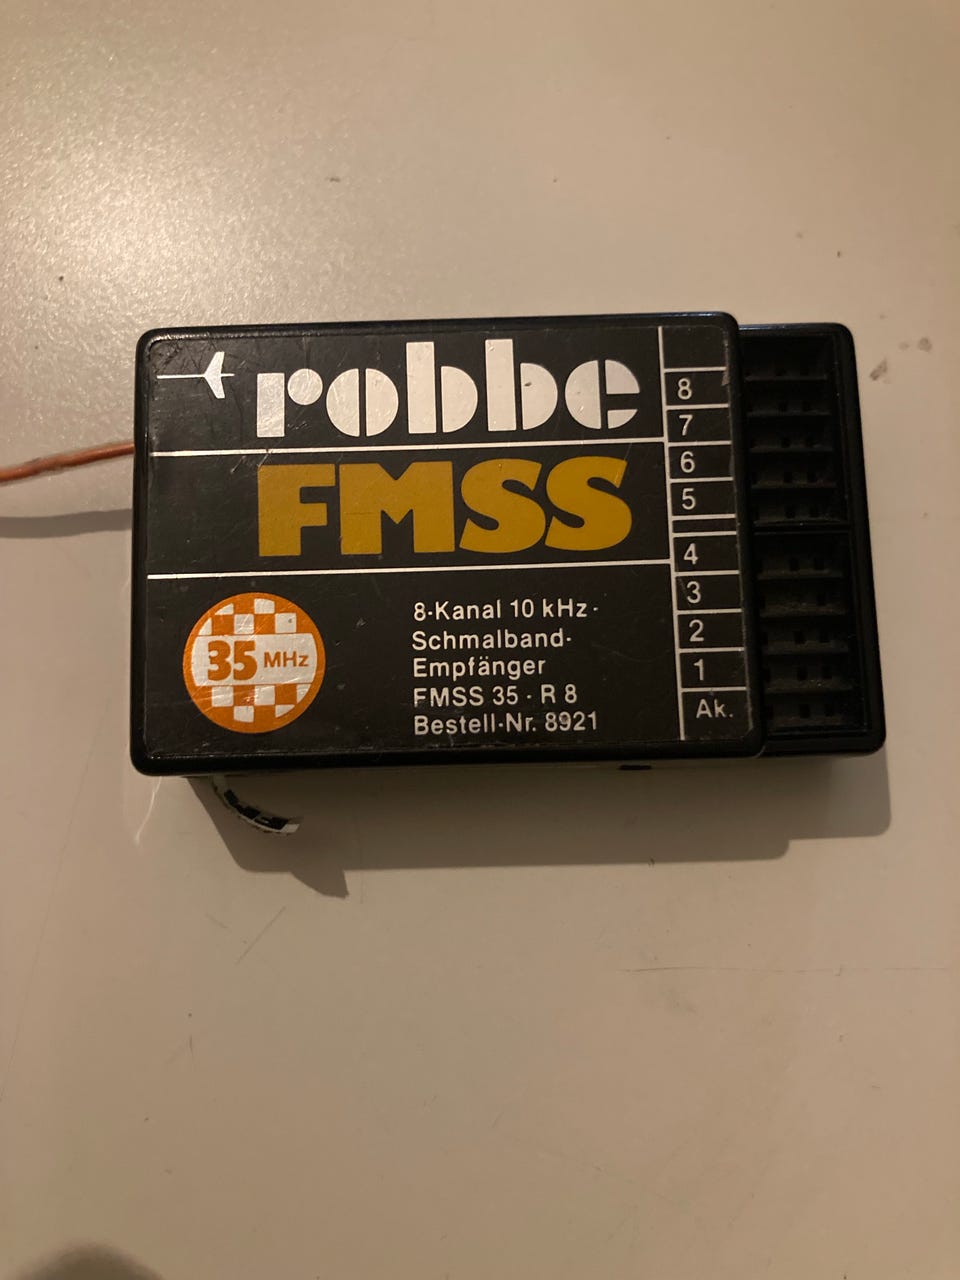 robbe
FMSS
35 MHz
8-Kanal 10 kHz-
Schmalband-
Empfänger
FMSS 35 - R 8
Bestell-Nr. 8921
8
7
6
5
4
3
2
1
Ak.